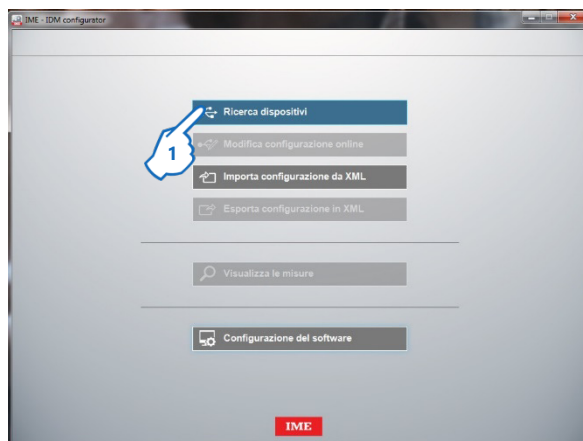 IME - IDM configurator
Ricerca dispositivi
1
Modifica configurazione online
Importa configurazione da XML
Esporta configurazione in XML
Visualizza le misure
Configurazione del software
IME